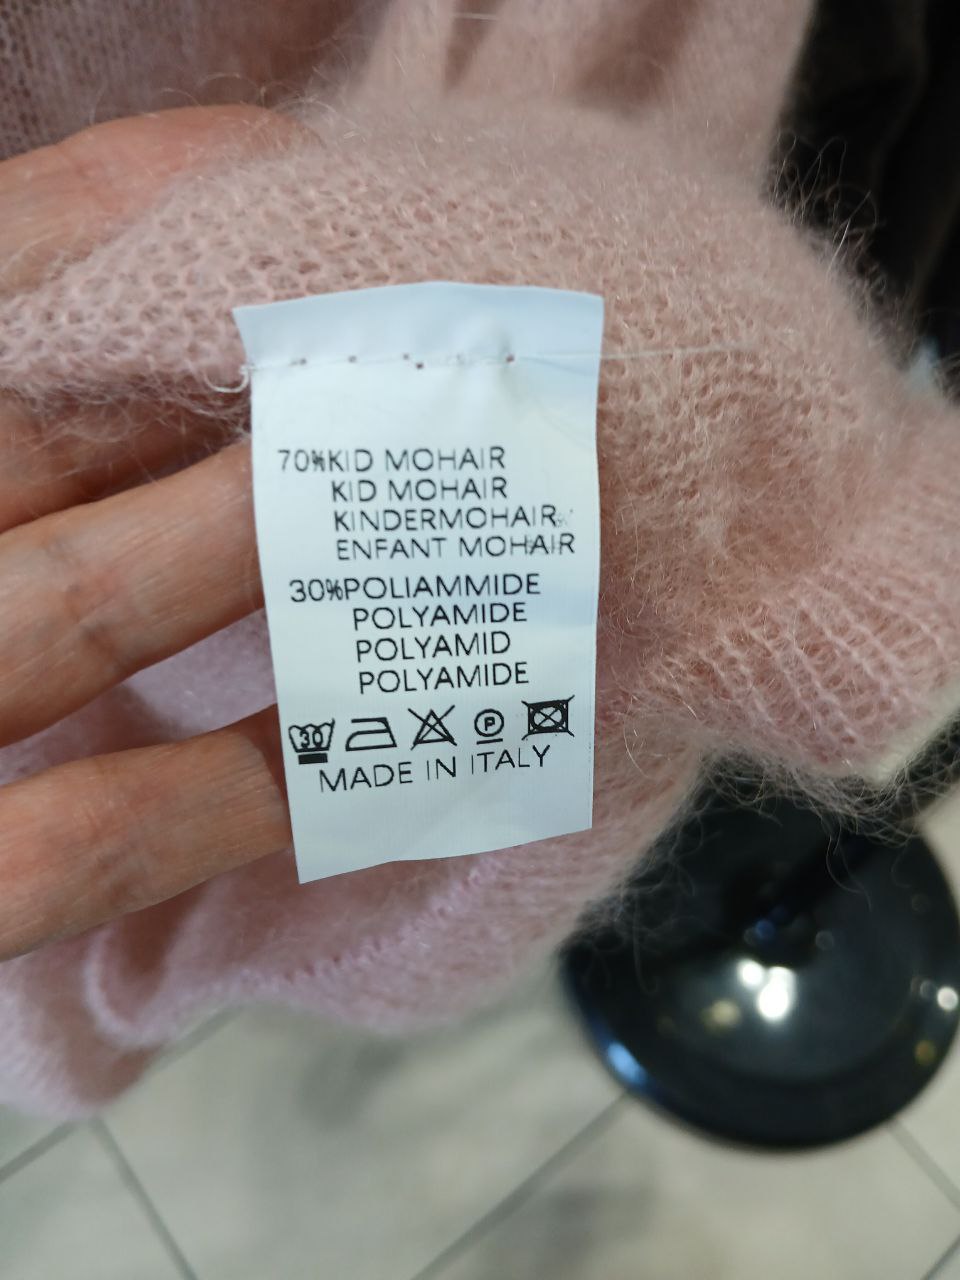 70%KID MOHAIR
KID MOHAIR
KINDERMOHAIR
ENFANT MOHAIR
30%POLIAMMIDE
POLYAMIDE
POLYAMID
POLYAMIDE
30 P
MADE IN ITALY